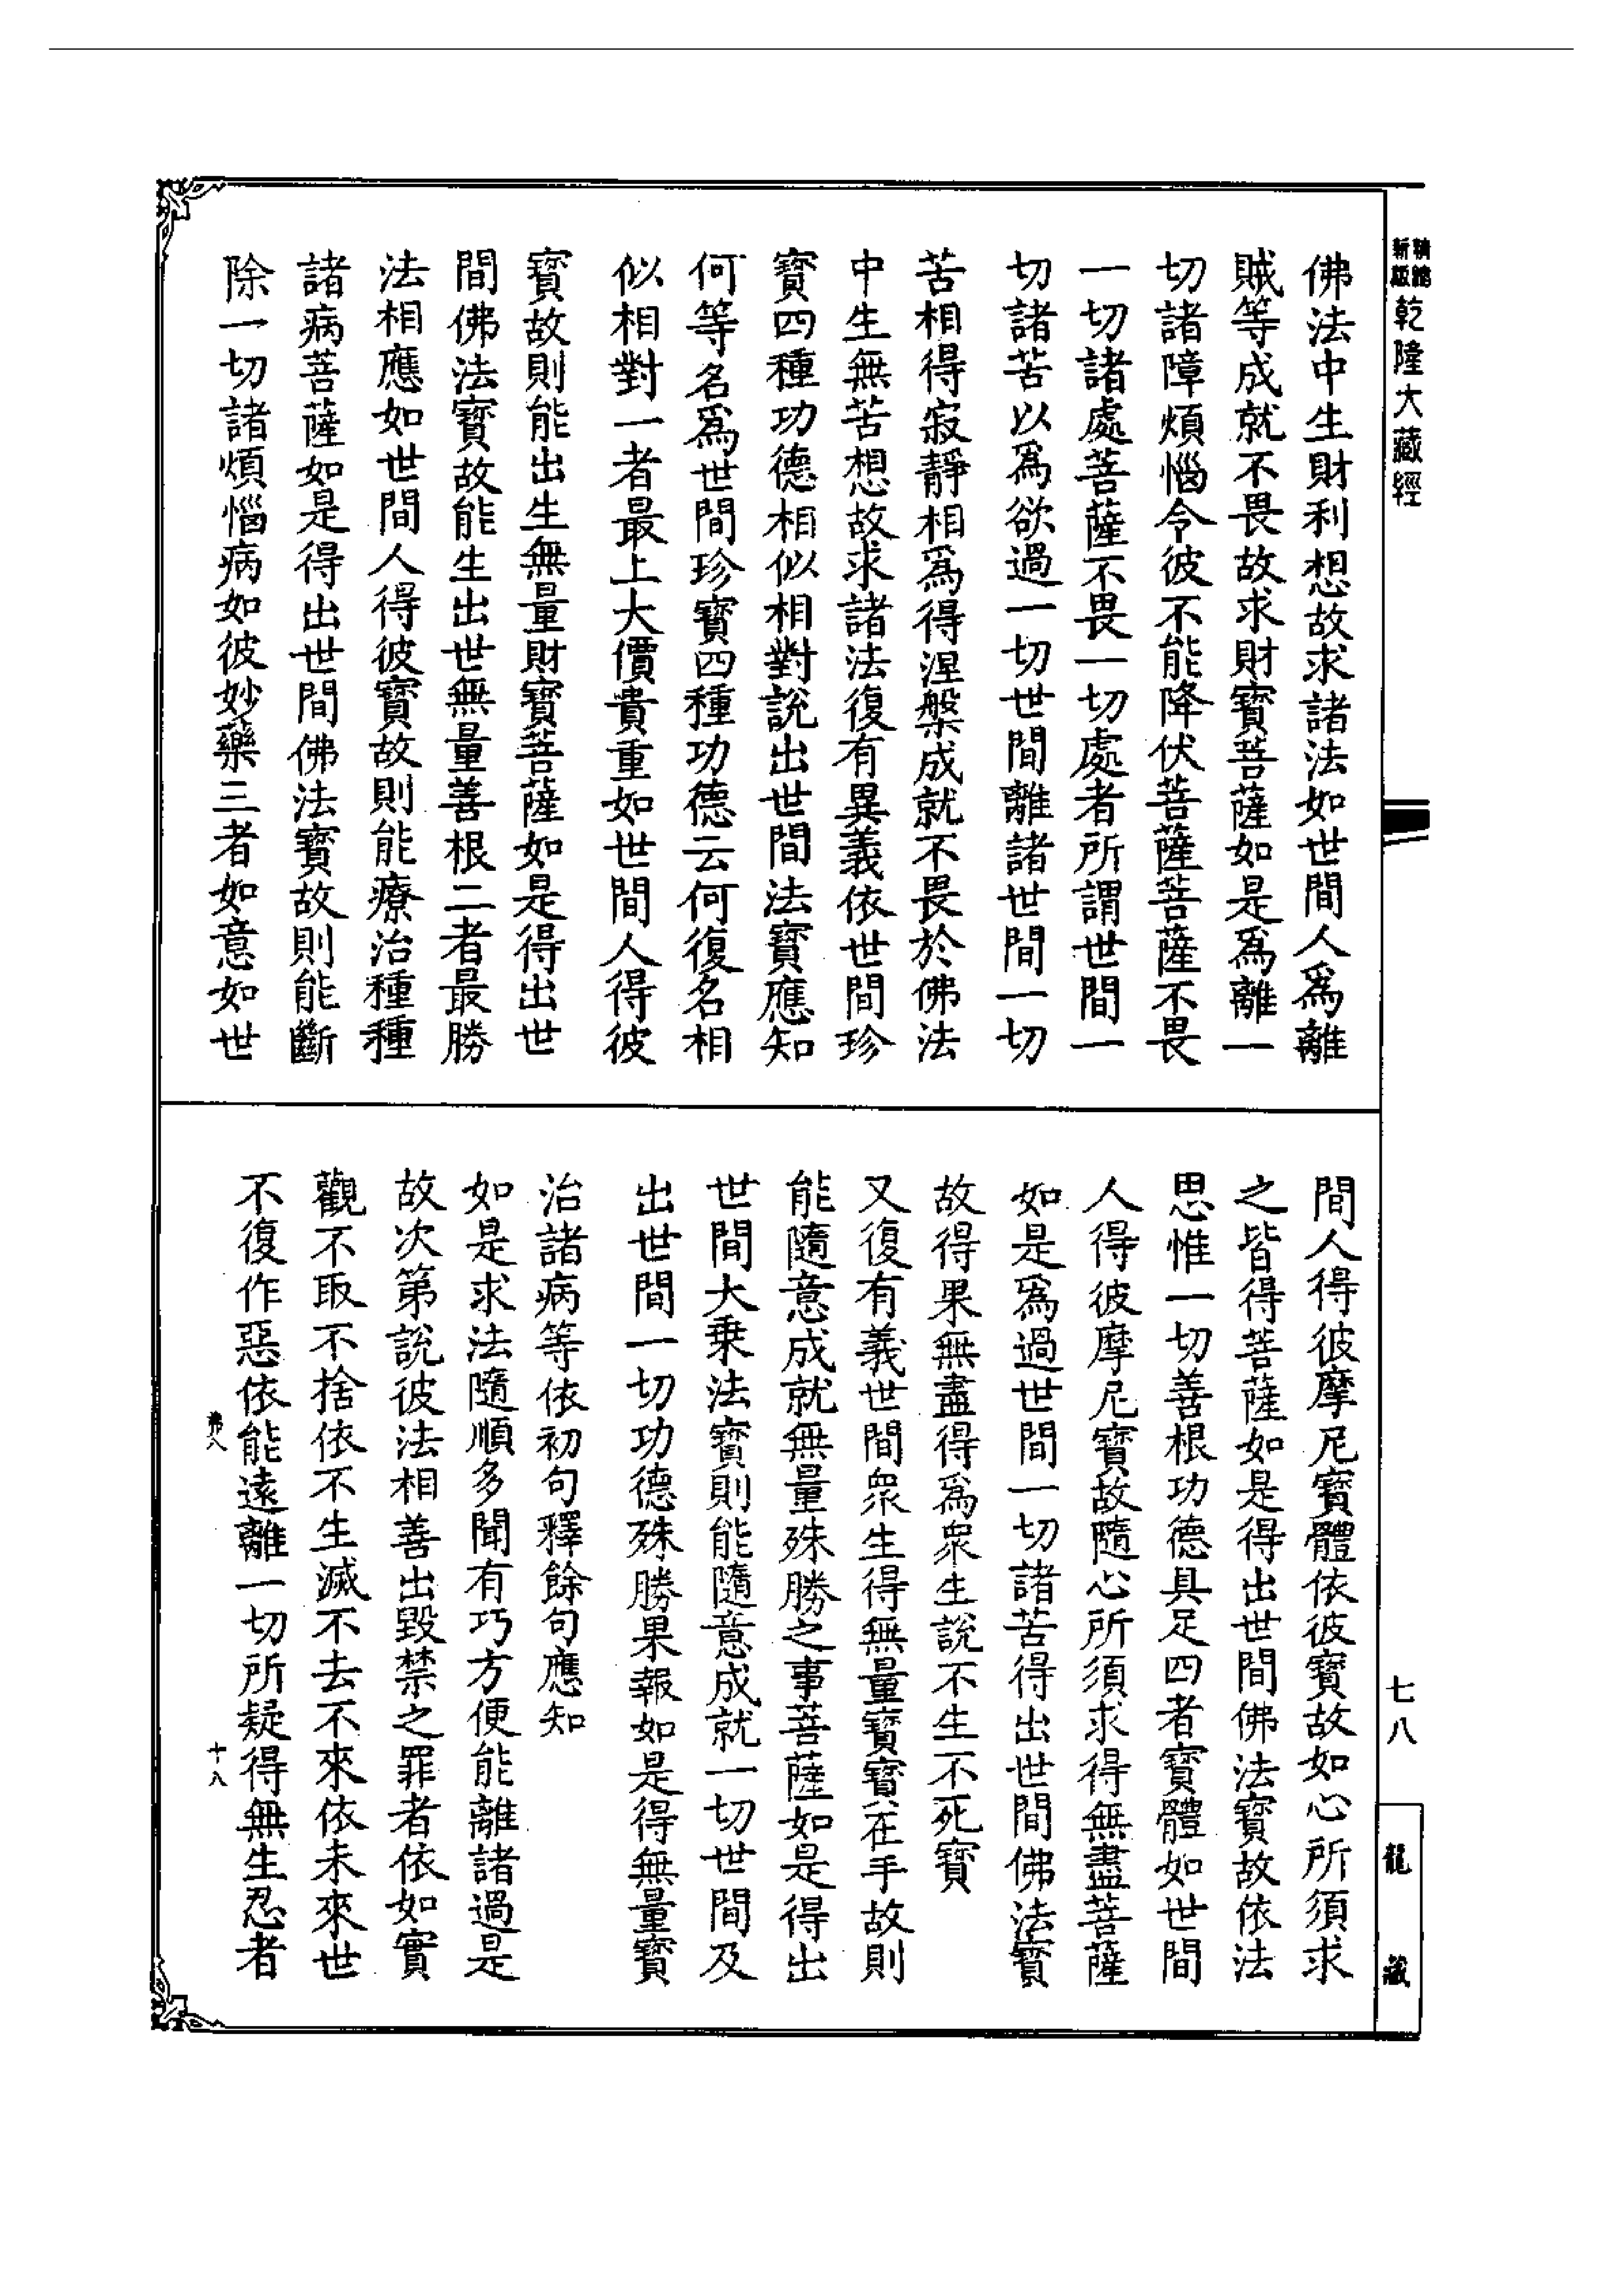 精縮新版乾隆大藏經
佛法中生財利想故求諸法如世間人爲離
賊等成就不畏故求財寶菩薩如是爲離一
切諸障煩惱令彼不能降伏菩薩菩薩不畏
一切諸處菩薩不畏一切處者所謂世間一
切諸苦以爲欲過一切世間離諸世間一切
苦相得寂靜相爲得涅槃成就不畏於佛法
中生無苦想故求諸法復有異義依世間珍
寶四種功德相似相對說出世間法寶應知
何等名爲世間珍寶四種功德云何復名相
似相對一者最上大價貴重如世間人得彼
寶故則能出生無量財寶菩薩如是得出世
間佛法寶故能生出世無量善根二者最勝
法相應如世間人得彼寶故則能療治種種
諸病菩薩如是得出世間佛法寶故則能斷
除一切諸煩惱病如彼妙藥三者如意如世
間人得彼摩尼寶體依彼寶故如心所須求
之皆得菩薩如是得出世間佛法寶故依法
思惟一切善根功德具足四者寶體如世間
人得彼摩尼寶故隨心所須求得無盡菩薩
如是爲過世間一切諸苦得出世間佛法寶
故得果無盡得爲衆生說不生不死寶
又復有義世間衆生得無量寶寶在手故則
能隨意成就無量殊勝之事菩薩如是得出
世間大乘法寶則能隨意成就一切世間及
出世間一切功德殊勝果報如是得無量寶
治諸病等依初句釋餘句應知
如是求法隨順多聞有巧方便能離諸過是
故次第說彼法相善出毀禁之罪者依如實
觀不取不捨依不生滅不去不來依未來世
不復作惡依能遠離一切所疑得無生忍者
十八
七八
龍藏